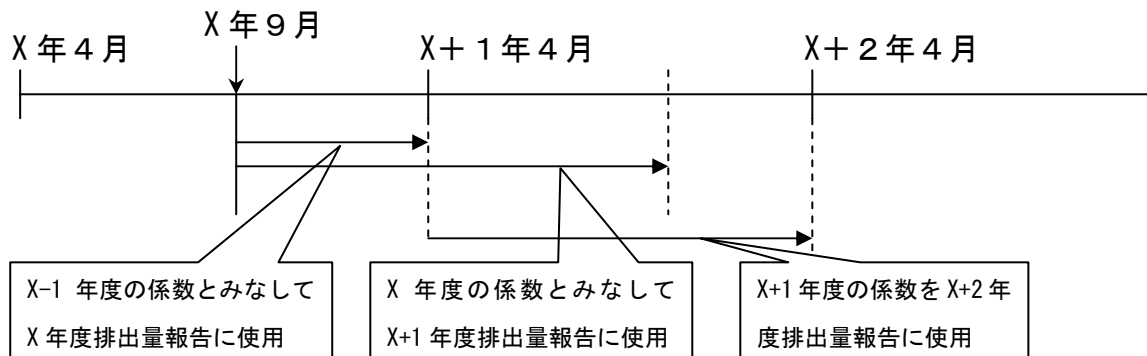 X年9月
X年4月
X+1年4月
X+2年4月
X-1 年度の係数とみなして
X 年度排出量報告に使用
X 年度の係数とみなして
X+1 年度排出量報告に使用
X+1 年度の係数を X+2 年
度排出量報告に使用